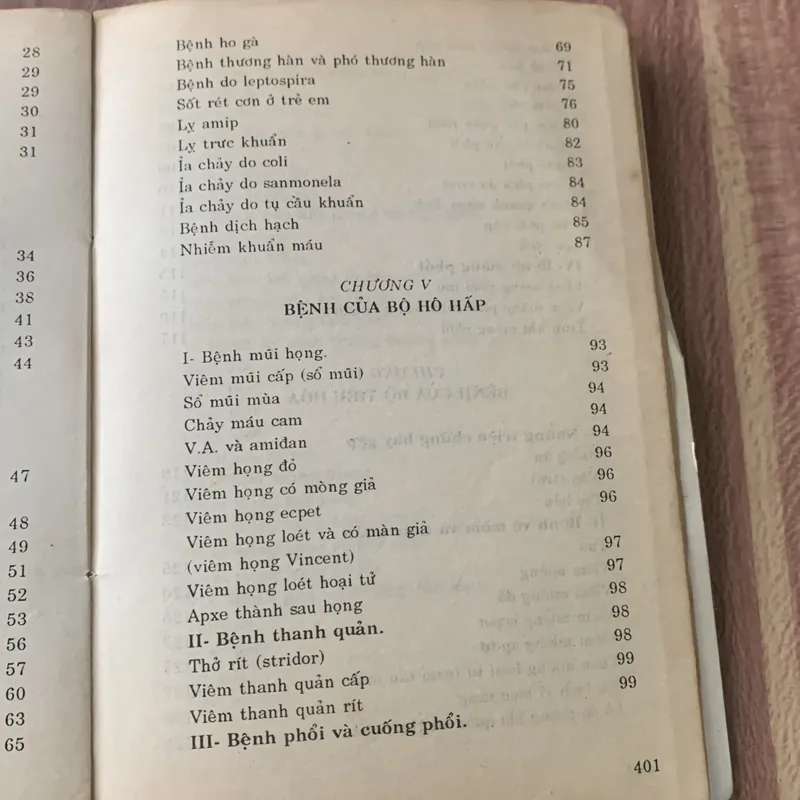 28
29
29
30
31
31
34
36
38
41
43
44
47
48
49
51
52
53
56
57
60
63
65
Bệnh ho gà 69
Bệnh thương hàn và phó thương hàn 71
Bệnh do leptospira 75
Sốt rét cơn ở trẻ em 76
Lỵ amip 80
Lỵ trực khuẩn 82
Ỉa chảy do coli 83
Ỉa chảy do sanmonela 84
Ỉa chảy do tụ cầu khuẩn 84
Bệnh dịch hạch 85
Nhiễm khuẩn máu 87
CHƯƠNG V
BỆNH CỦA BỘ HÔ HẤP
I- Bệnh mũi họng. 93
Viêm mũi cấp (sổ mũi) 93
Sổ mũi mùa 94
Chảy máu cam 94
V.A. và amiđan 94
Viêm họng đỏ 96
Viêm họng có mòng giả 96
Viêm họng ecpet 96
Viêm họng loét và có màn giả
(viêm họng Vincent) 97
Viêm họng loét hoại tử 97
Apxe thành sau họng 98
II- Bệnh thanh quản. 98
Thở rít (stridor) 98
Viêm thanh quản cấp 99
Viêm thanh quản rít 99
III- Bệnh phổi và cuống phổi.
401